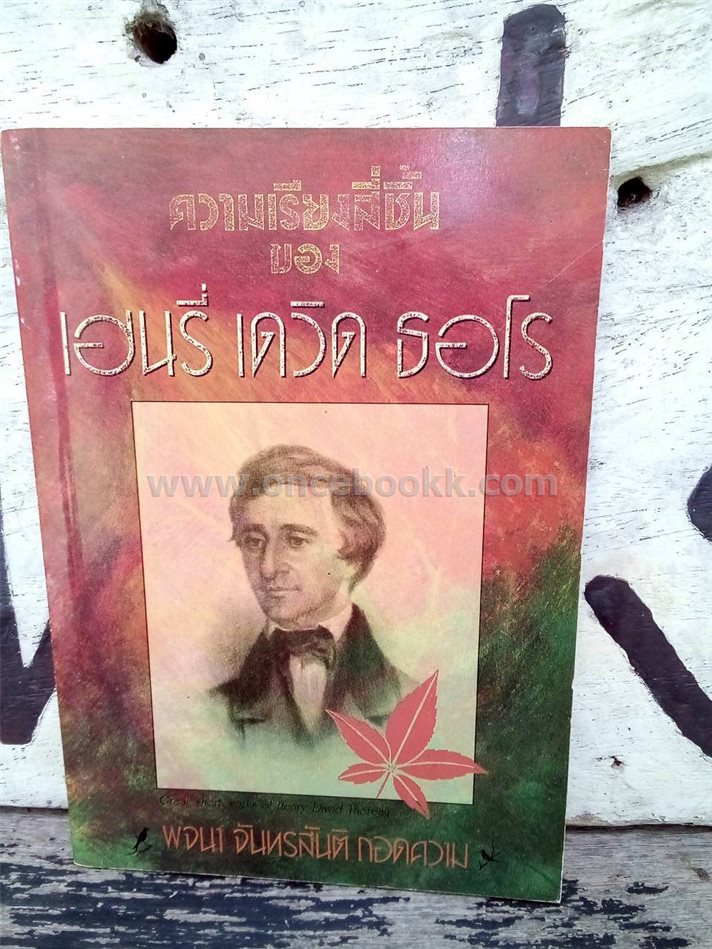 ความเรียงสี่ชิ้น
ของ
เฮนรี่ เดวิด ธอโร
www.oncebookk.com
Great short works of Henry David Thoreau
พจนา จันทรสันติ ถอดความ